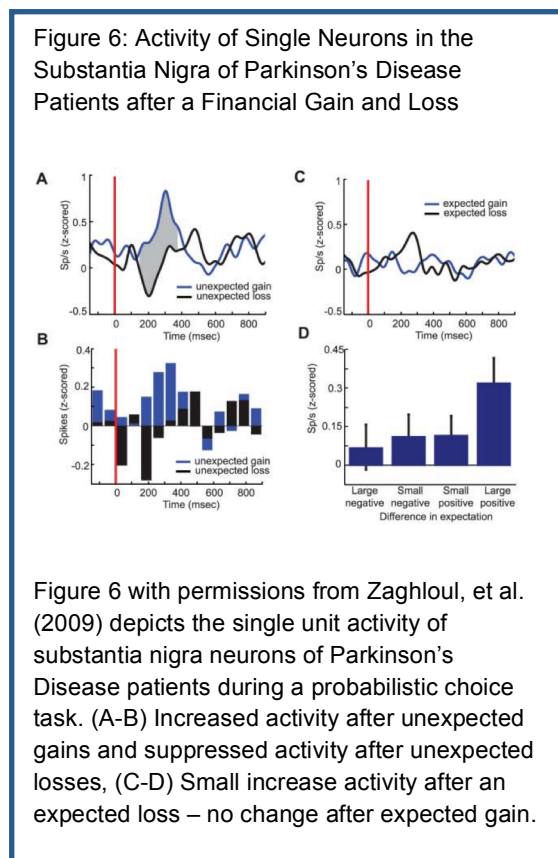 Figure 6: Activity of Single Neurons in the
Substantia Nigra of Parkinson's Disease
Patients after a Financial Gain and Loss
A
1
0.5
0
-0.5
Sp/s (z-scored)
unexpected gain
unexpected loss
0 200 400 600 800
Time (msec)
C
1
0.5
0
-0.5
Sp/s (z-scored)
expected gain
expected loss
0 200 400 600 800
Time (msec)
B
0.4
0.2
0
-0.2
Spikes (z-scored)
unexpected gain
unexpected loss
0 200 400 600 800
Time (msec)
D
0.45
0.3
0.15
0
Sp/s (z-scored)
Large negative
Small negative
Small positive
Large positive
Difference in expectation
Figure 6 with permissions from Zaghloul, et al.
(2009) depicts the single unit activity of
substantia nigra neurons of Parkinson's
Disease patients during a probabilistic choice
task. (A-B) Increased activity after unexpected
gains and suppressed activity after unexpected
losses, (C-D) Small increase activity after an
expected loss – no change after expected gain.